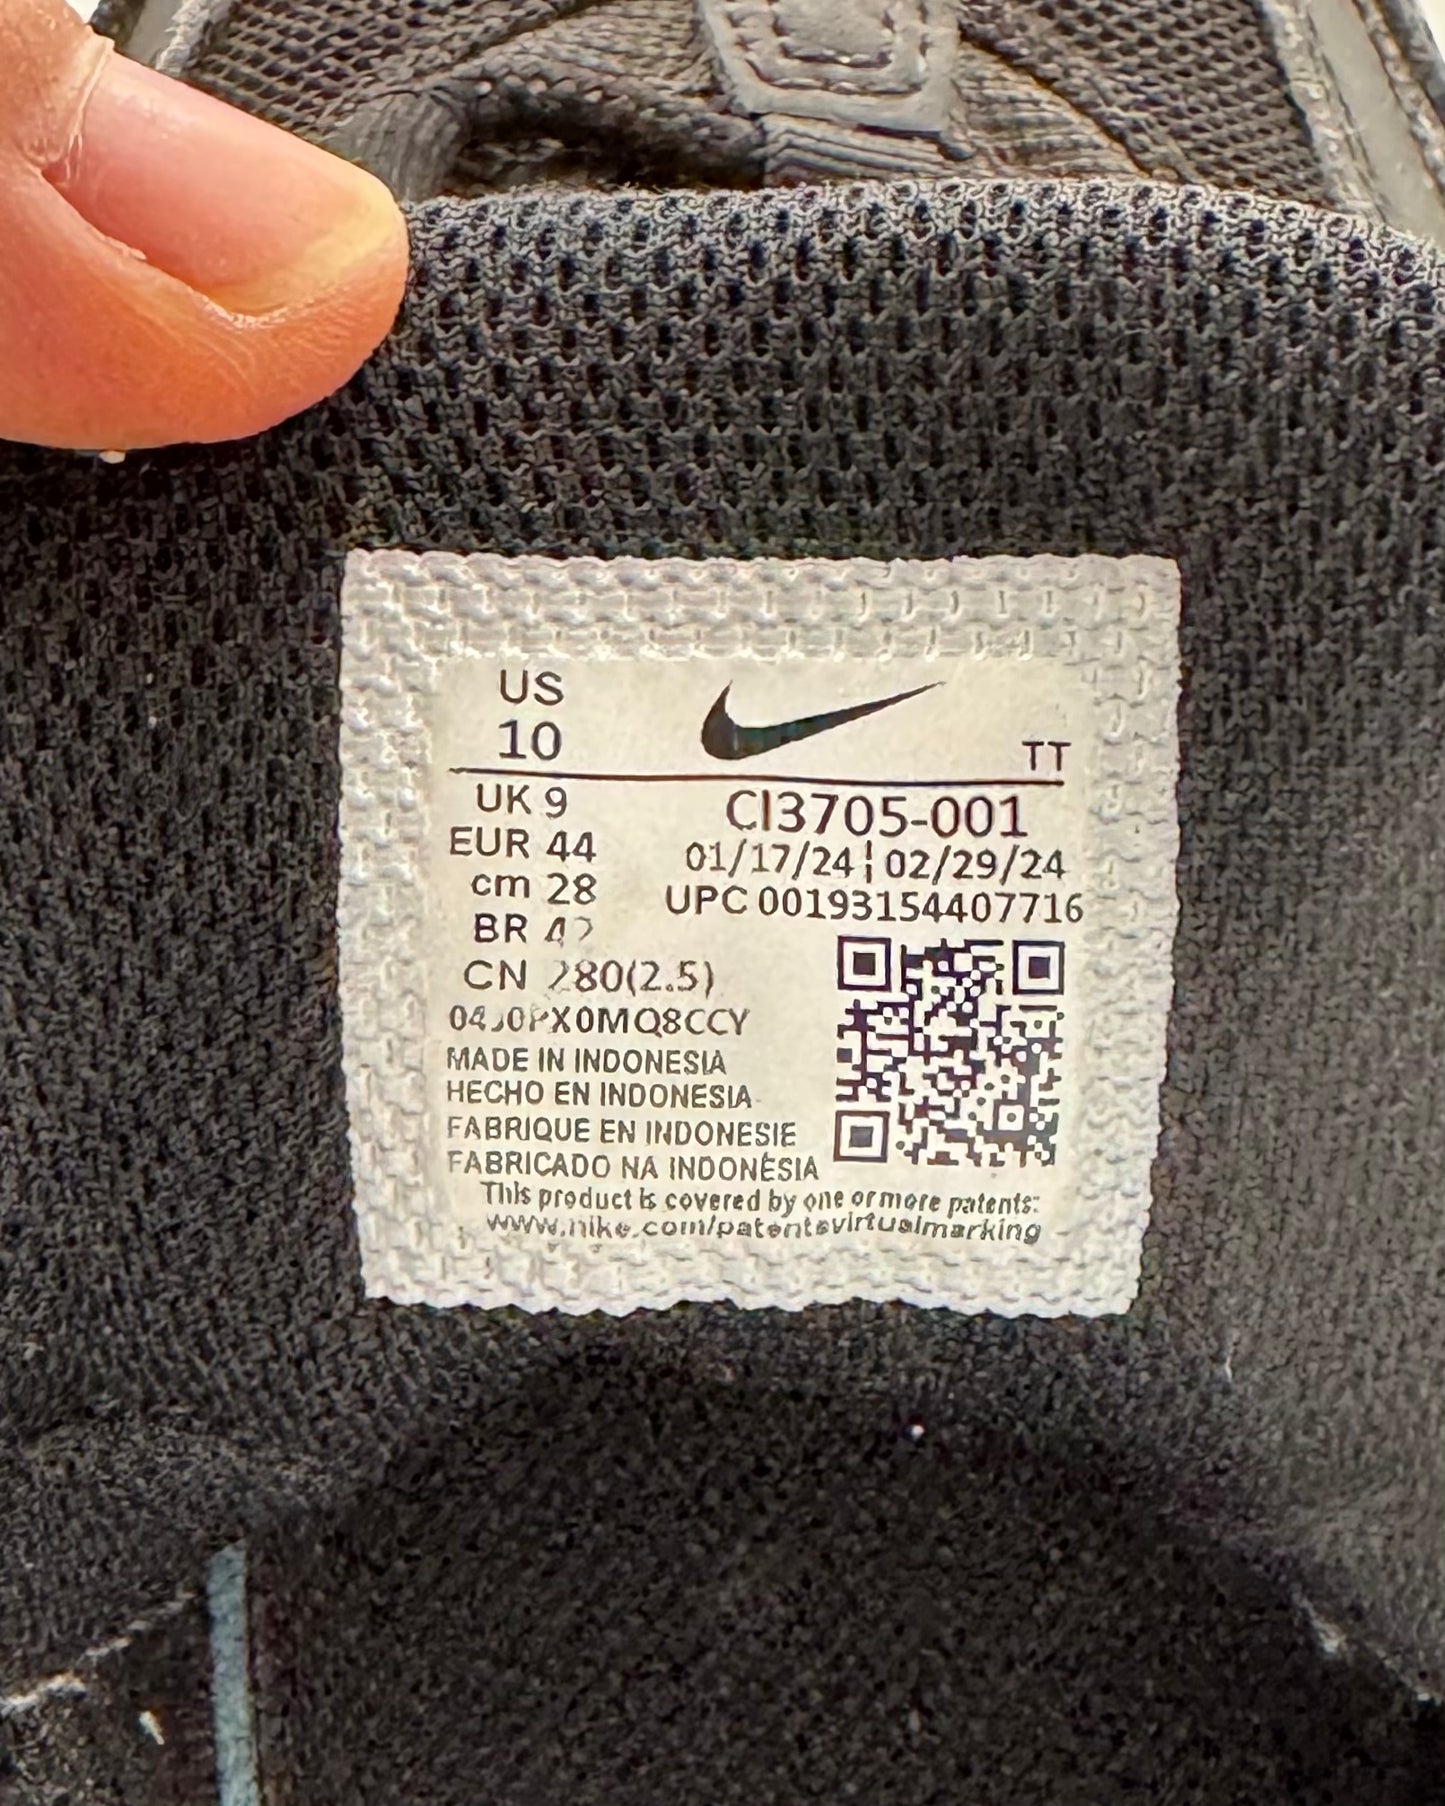 US
10
TT
UK 9
EUR 44
cm 28
BR
CN 280(2.5)
CI3705-001
01/17/24¦02/29/24
UPC 00193154407716
MADE IN INDONESIA
HECHO EN INDONESIA
FABRIQUE EN INDONESIE
FABRICADO NA INDONÉSIA
This product is covered by one or more patents:
www.nike.com/patentsvirtualmarking